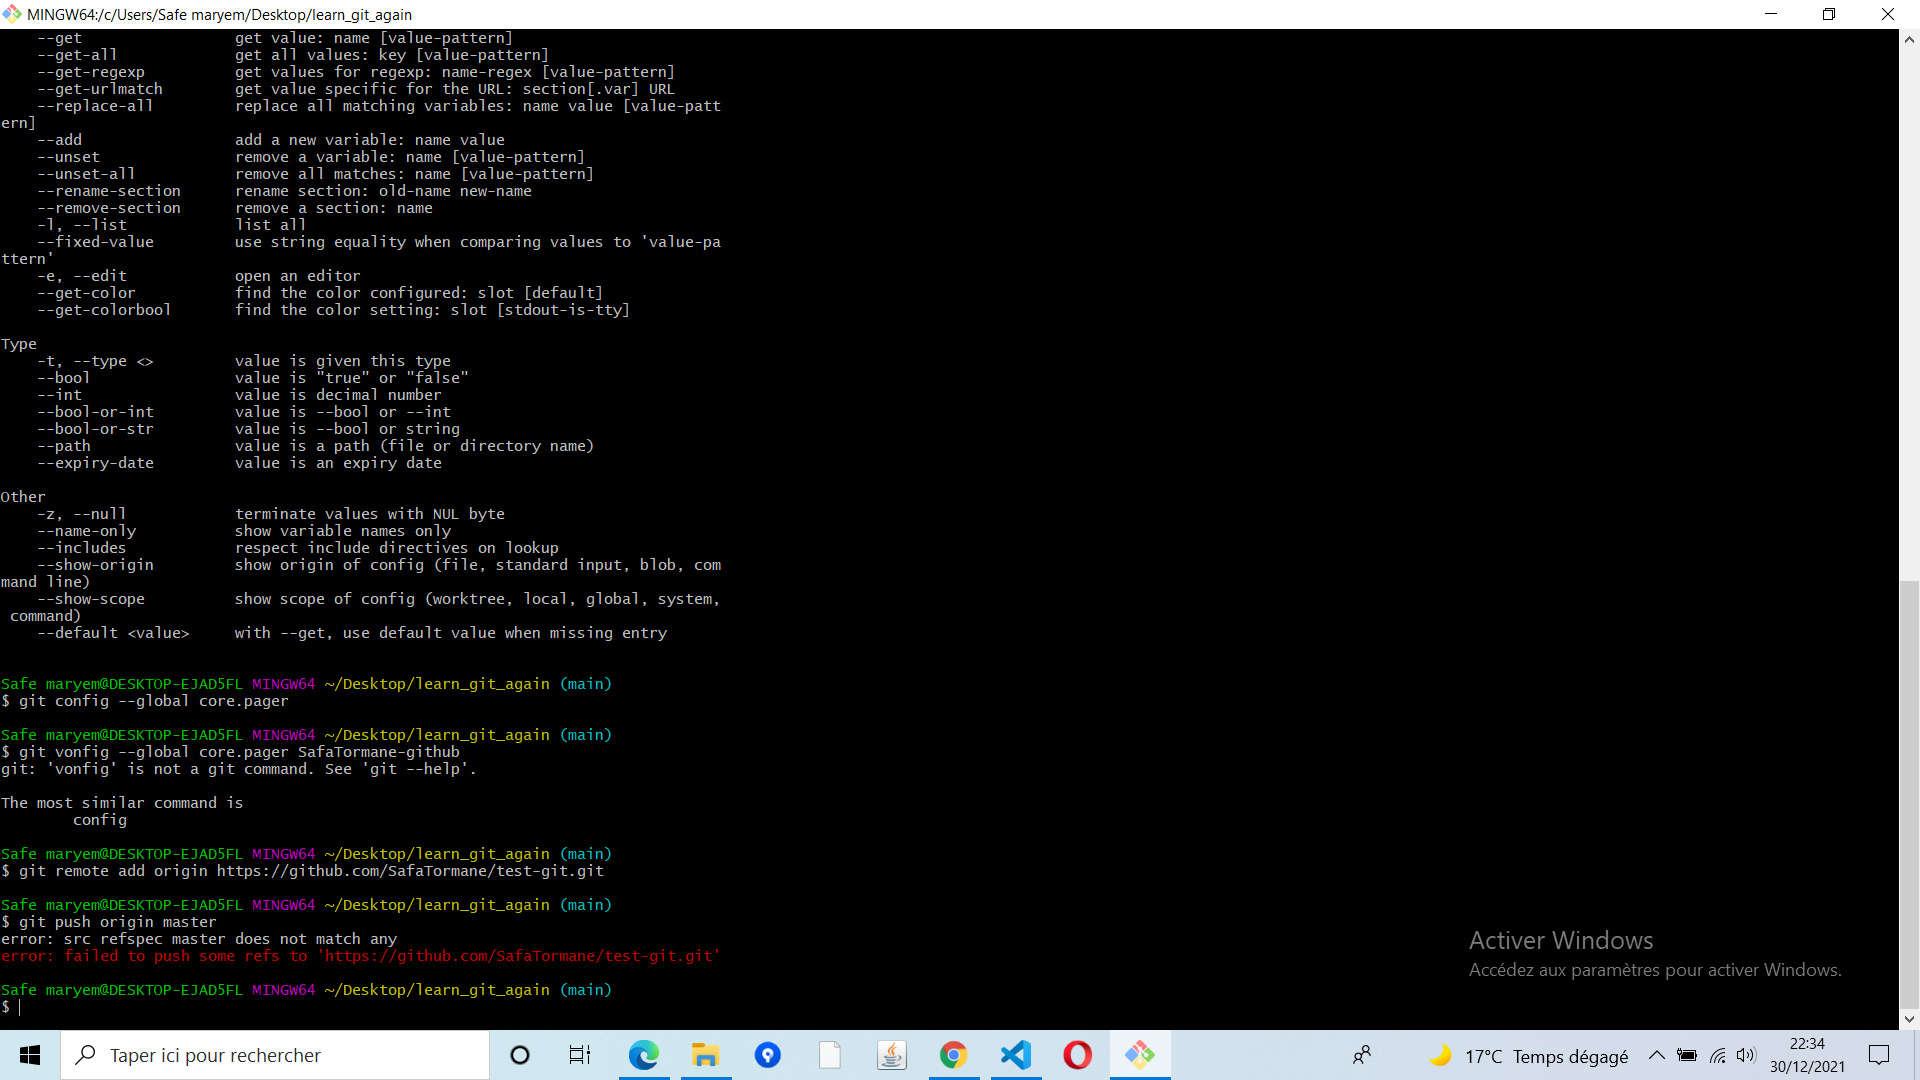 MINGW64:/c/Users/Safe maryem/Desktop/learn_git_again
--get get value: name [value-pattern]
--get-all get all values: key [value-pattern]
--get-regexp get values for regexp: name-regex [value-pattern]
--get-urlmatch get value specific for the URL: section[.var] URL
--replace-all replace all matching variables: name value [value-patt
ern]
--add add a new variable: name value
--unset remove a variable: name [value-pattern]
--unset-all remove all matches: name [value-pattern]
--rename-section rename section: old-name new-name
--remove-section remove a section: name
-l, --list list all
--fixed-value use string equality when comparing values to 'value-pa
ttern'
-e, --edit open an editor
--get-color find the color configured: slot [default]
--get-colorbool find the color setting: slot [stdout-is-tty]
Type
-t, --type <> value is given this type
--bool value is "true" or "false"
--int value is decimal number
--bool-or-int value is --bool or --int
--bool-or-str value is --bool or string
--path value is a path (file or directory name)
--expiry-date value is an expiry date
Other
-z, --null terminate values with NUL byte
--name-only show variable names only
--includes respect include directives on lookup
--show-origin show origin of config (file, standard input, blob, com
mand line)
--show-scope show scope of config (worktree, local, global, system,
command)
--default <value> with --get, use default value when missing entry
Safe maryem@DESKTOP-EJAD5FL MINGW64 ~/Desktop/learn_git_again (main)
$ git config --global core.pager
Safe maryem@DESKTOP-EJAD5FL MINGW64 ~/Desktop/learn_git_again (main)
$ git vonfig --global core.pager SafaTormane-github
git: 'vonfig' is not a git command. See 'git --help'.
The most similar command is
config
Safe maryem@DESKTOP-EJAD5FL MINGW64 ~/Desktop/learn_git_again (main)
$ git remote add origin https://github.com/SafaTormane/test-git.git
Safe maryem@DESKTOP-EJAD5FL MINGW64 ~/Desktop/learn_git_again (main)
$ git push origin master
error: src refspec master does not match any
error: failed to push some refs to 'https://github.com/SafaTormane/test-git.git'
Safe maryem@DESKTOP-EJAD5FL MINGW64 ~/Desktop/learn_git_again (main)
$
Activer Windows
Accédez aux paramètres pour activer Windows.
Taper ici pour rechercher
17°C Temps dégagé
22:34
30/12/2021